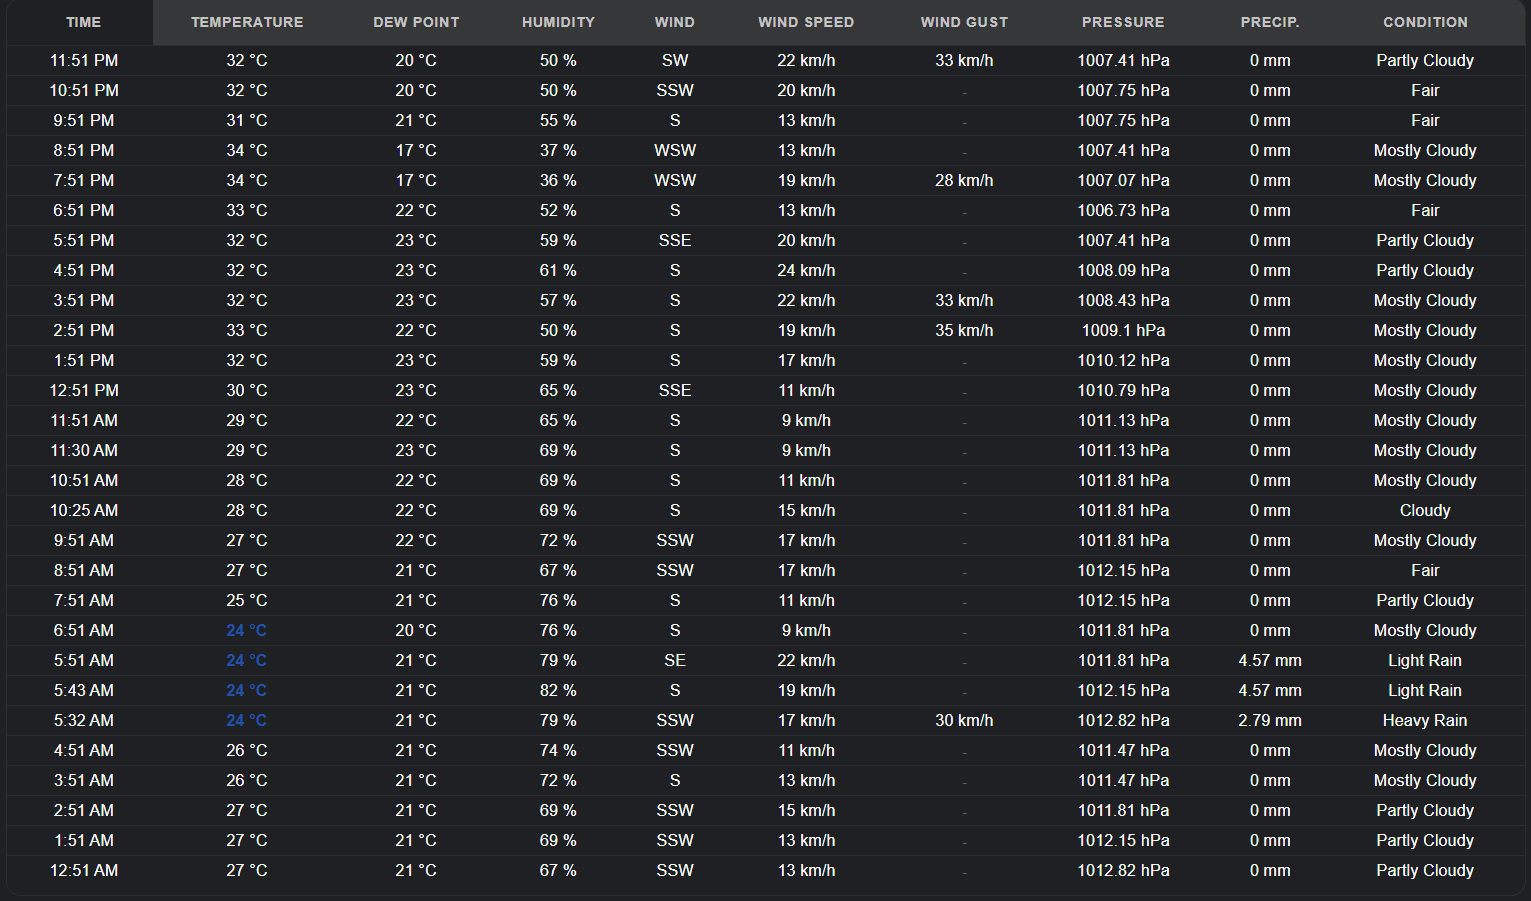 TIME TEMPERATURE DEW POINT HUMIDITY WIND WIND SPEED WIND GUST PRESSURE PRECIP. CONDITION
11:51 PM 32 °C 20 °C 50 % SW 22 km/h 33 km/h 1007.41 hPa 0 mm Partly Cloudy
10:51 PM 32 °C 20 °C 50 % SSW 20 km/h - 1007.75 hPa 0 mm Fair
9:51 PM 31 °C 21 °C 55 % S 13 km/h - 1007.75 hPa 0 mm Fair
8:51 PM 34 °C 17 °C 37 % WSW 13 km/h - 1007.41 hPa 0 mm Mostly Cloudy
7:51 PM 34 °C 17 °C 36 % WSW 19 km/h 28 km/h 1007.07 hPa 0 mm Mostly Cloudy
6:51 PM 33 °C 22 °C 52 % S 13 km/h - 1006.73 hPa 0 mm Fair
5:51 PM 32 °C 23 °C 59 % SSE 20 km/h - 1007.41 hPa 0 mm Partly Cloudy
4:51 PM 32 °C 23 °C 61 % S 24 km/h - 1008.09 hPa 0 mm Partly Cloudy
3:51 PM 32 °C 23 °C 57 % S 22 km/h 33 km/h 1008.43 hPa 0 mm Mostly Cloudy
2:51 PM 33 °C 22 °C 50 % S 19 km/h 35 km/h 1009.1 hPa 0 mm Mostly Cloudy
1:51 PM 32 °C 23 °C 59 % S 17 km/h - 1010.12 hPa 0 mm Mostly Cloudy
12:51 PM 30 °C 23 °C 65 % SSE 11 km/h - 1010.79 hPa 0 mm Mostly Cloudy
11:51 AM 29 °C 22 °C 65 % S 9 km/h - 1011.13 hPa 0 mm Mostly Cloudy
11:30 AM 29 °C 23 °C 69 % S 9 km/h - 1011.13 hPa 0 mm Mostly Cloudy
10:51 AM 28 °C 22 °C 69 % S 11 km/h - 1011.81 hPa 0 mm Mostly Cloudy
10:25 AM 28 °C 22 °C 69 % S 15 km/h - 1011.81 hPa 0 mm Cloudy
9:51 AM 27 °C 22 °C 72 % SSW 17 km/h - 1011.81 hPa 0 mm Mostly Cloudy
8:51 AM 27 °C 21 °C 67 % SSW 17 km/h - 1012.15 hPa 0 mm Fair
7:51 AM 25 °C 21 °C 76 % S 11 km/h - 1012.15 hPa 0 mm Partly Cloudy
6:51 AM 24 °C 20 °C 76 % S 9 km/h - 1011.81 hPa 0 mm Mostly Cloudy
5:51 AM 24 °C 21 °C 79 % SE 22 km/h - 1011.81 hPa 4.57 mm Light Rain
5:43 AM 24 °C 21 °C 82 % S 19 km/h - 1012.15 hPa 4.57 mm Light Rain
5:32 AM 24 °C 21 °C 79 % SSW 17 km/h 30 km/h 1012.82 hPa 2.79 mm Heavy Rain
4:51 AM 26 °C 21 °C 74 % SSW 11 km/h - 1011.47 hPa 0 mm Mostly Cloudy
3:51 AM 26 °C 21 °C 72 % S 13 km/h - 1011.47 hPa 0 mm Mostly Cloudy
2:51 AM 27 °C 21 °C 69 % SSW 15 km/h - 1011.81 hPa 0 mm Partly Cloudy
1:51 AM 27 °C 21 °C 69 % SSW 13 km/h - 1012.15 hPa 0 mm Partly Cloudy
12:51 AM 27 °C 21 °C 67 % SSW 13 km/h - 1012.82 hPa 0 mm Partly Cloudy